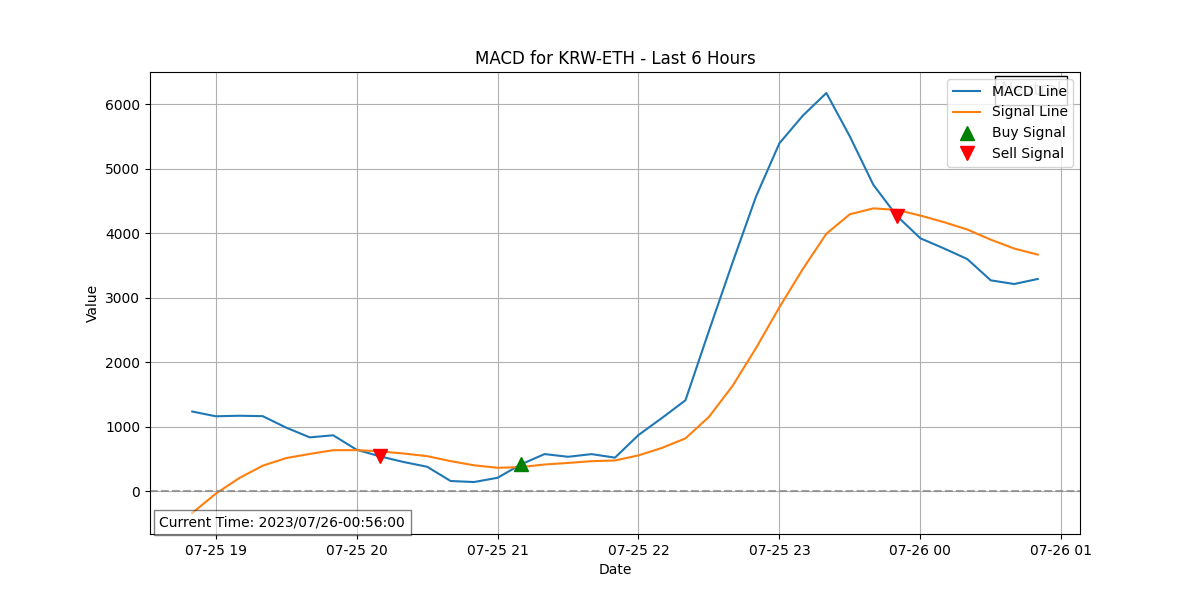 MACD for KRW-ETH - Last 6 Hours
MACD Line
Signal Line
Buy Signal
Sell Signal
6000
5000
4000
3000
2000
1000
0
Value
Current Time: 2023/07/26-00:56:00
07-25 19
07-25 20
07-25 21
07-25 22
07-25 23
07-26 00
07-26 01
Date